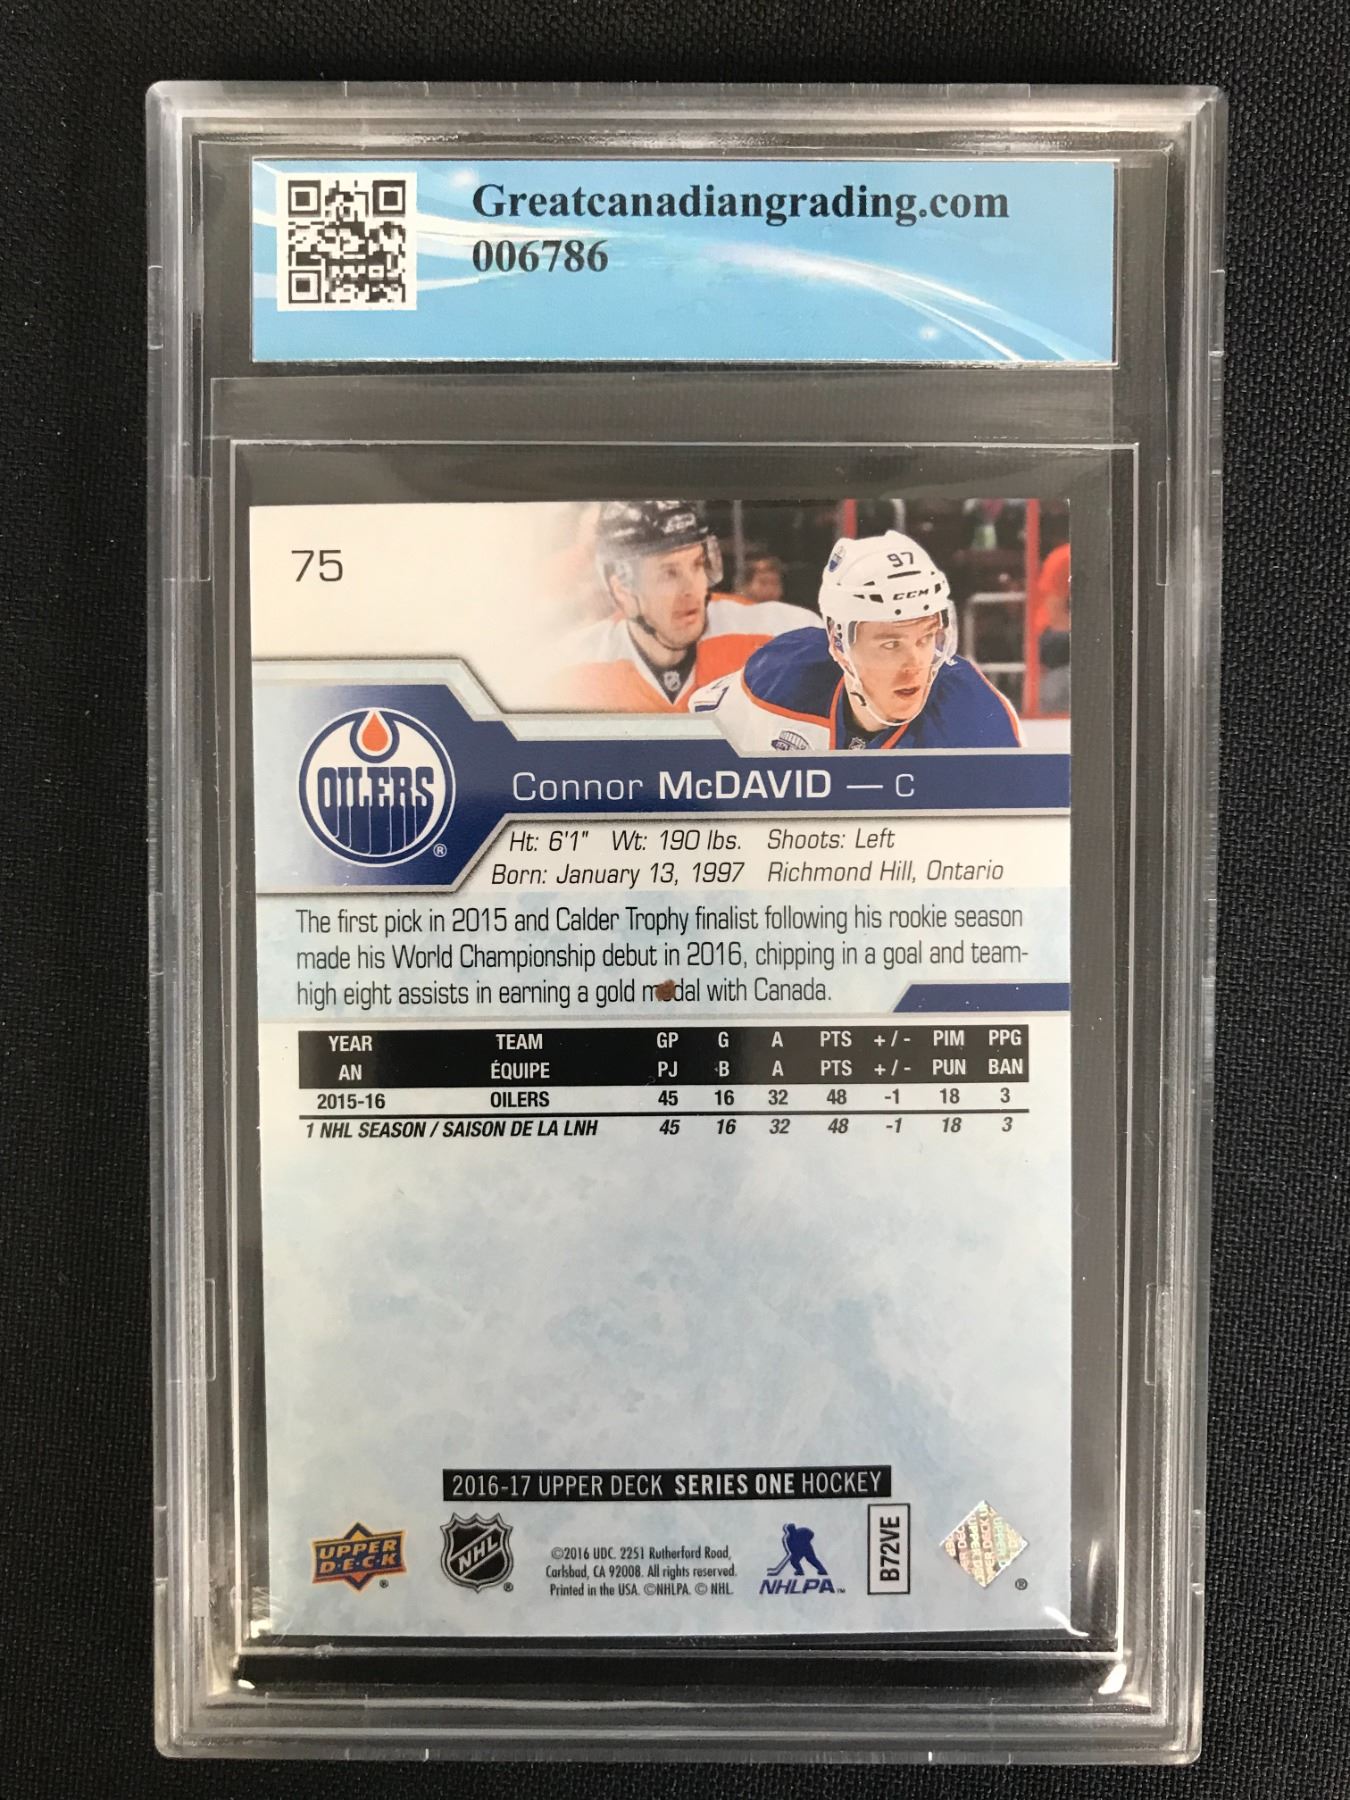 Greatcanadiangrading.com
006786
75
97
CCM
OILERS
®
Connor McDAVID — C
Ht: 6'1" Wt: 190 lbs. Shoots: Left
Born: January 13, 1997 Richmond Hill, Ontario
The first pick in 2015 and Calder Trophy finalist following his rookie season
made his World Championship debut in 2016, chipping in a goal and team-
high eight assists in earning a gold medal with Canada.
YEAR TEAM GP G A PTS +/- PIM PPG
AN ÉQUIPE PJ B A PTS +/- PUN BAN
2015-16 OILERS 45 16 32 48 -1 18 3
1 NHL SEASON / SAISON DE LA LNH 45 16 32 48 -1 18 3
2016-17 UPPER DECK SERIES ONE HOCKEY
UPPER
D·E·C·K
®
NHL
®
©2016 UDC. 2251 Rutherford Road,
Carlsbad, CA 92008. All rights reserved.
Printed in the USA. ©NHLPA. © NHL.
NHLPA™
B72VE
UPPER DECK
®